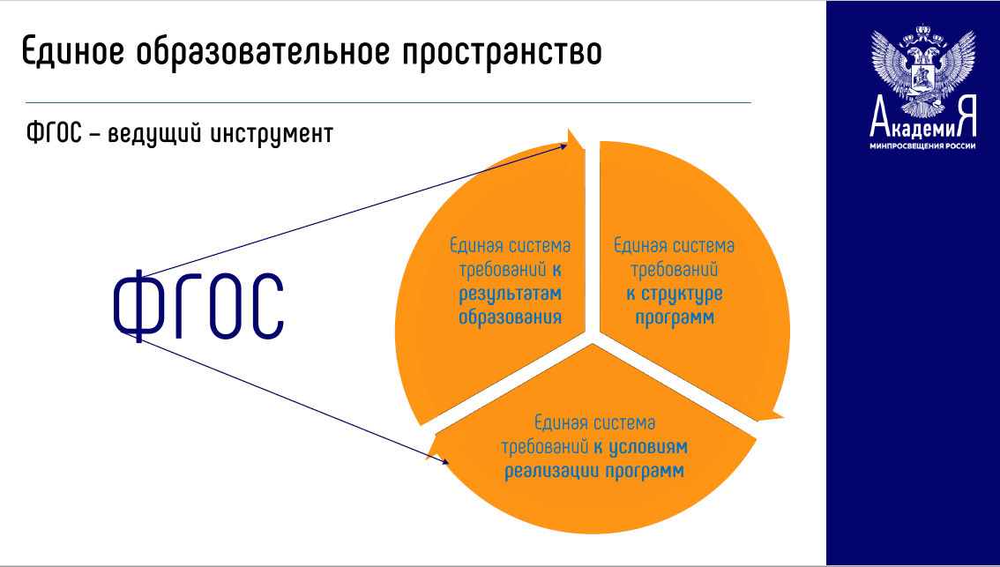 Единое образовательное пространство
ФГОС – ведущий инструмент
АкадемиЯ
МИНПРОСВЕЩЕНИЯ РОССИИ
ФГОС
Единая система
требований к
результатам
образования
Единая система
требований
к структуре
программ
Единая система
требований к условиям
реализации программ